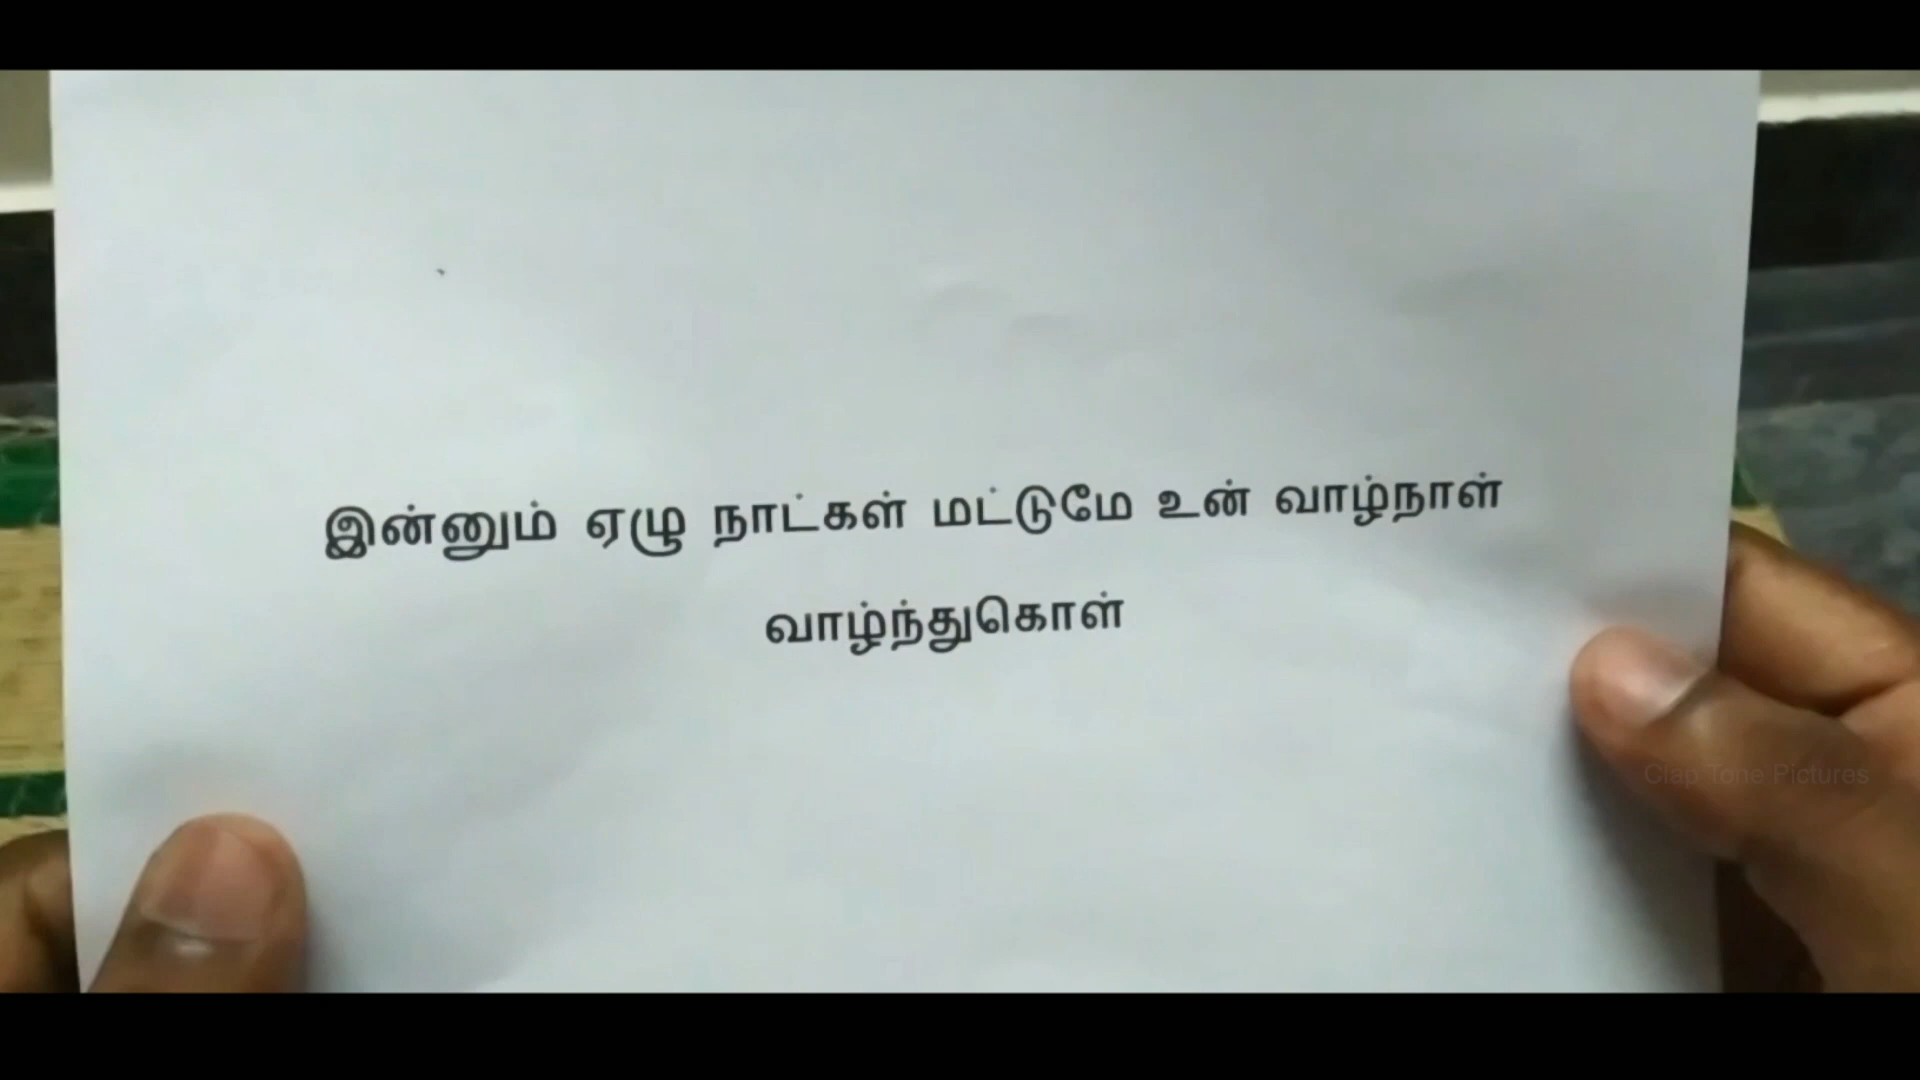 இன்னும் ஏழு நாட்கள் மட்டுமே உன் வாழ்நாள்
வாழ்ந்துகொள்
Clap Tone Pictures